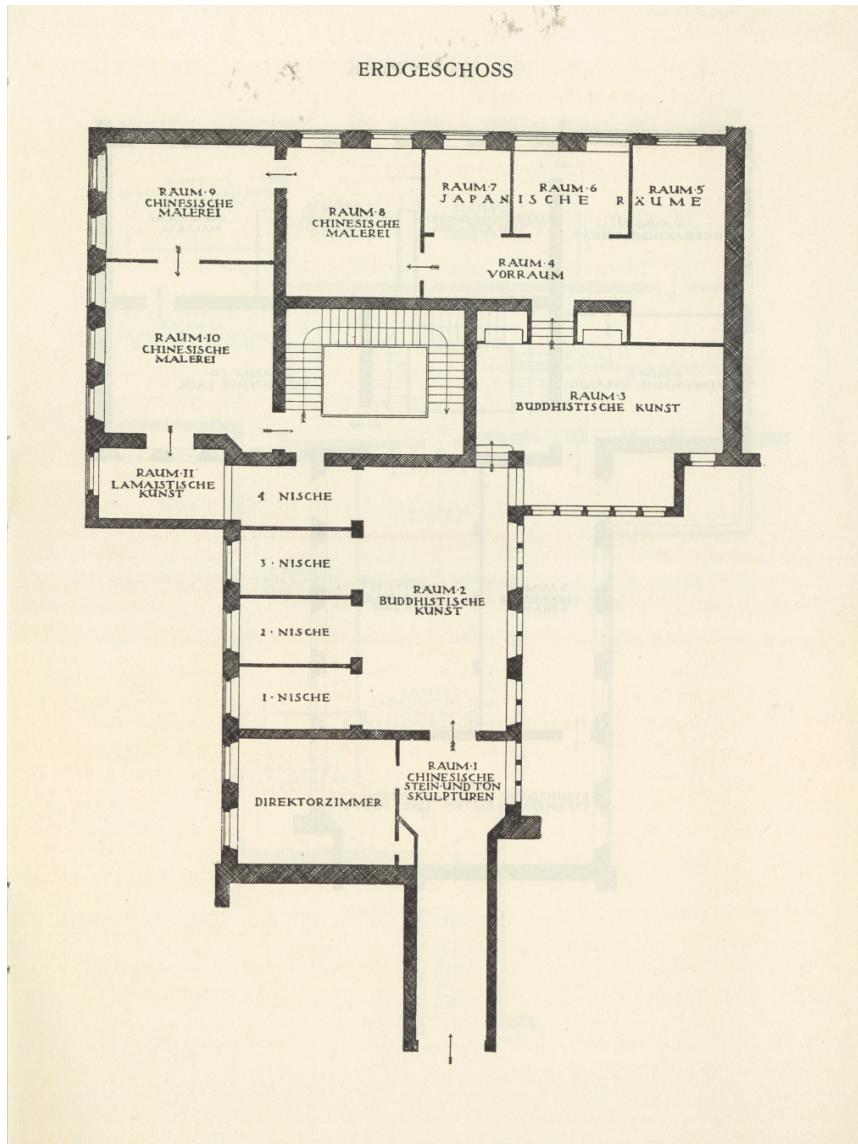 ERDGESCHOSS
RAUM·9
CHINESISCHE
MALEREI
RAUM·8
CHINESISCHE
MALEREI
RAUM·7
RAUM·6
RAUM·5
JAPANISCHE RÄUME
RAUM·4
VORRAUM
RAUM·10
CHINESISCHE
MALEREI
RAUM·3
BUDDHISTISCHE KUNST
RAUM·11
LAMAISTISCHE
KUNST
4 NISCHE
3·NISCHE
RAUM·2
BUDDHISTISCHE
KUNST
2·NISCHE
1·NISCHE
RAUM·1
CHINESISCHE
STEIN·UND TON
SKULPTUREN
DIREKTORZIMMER